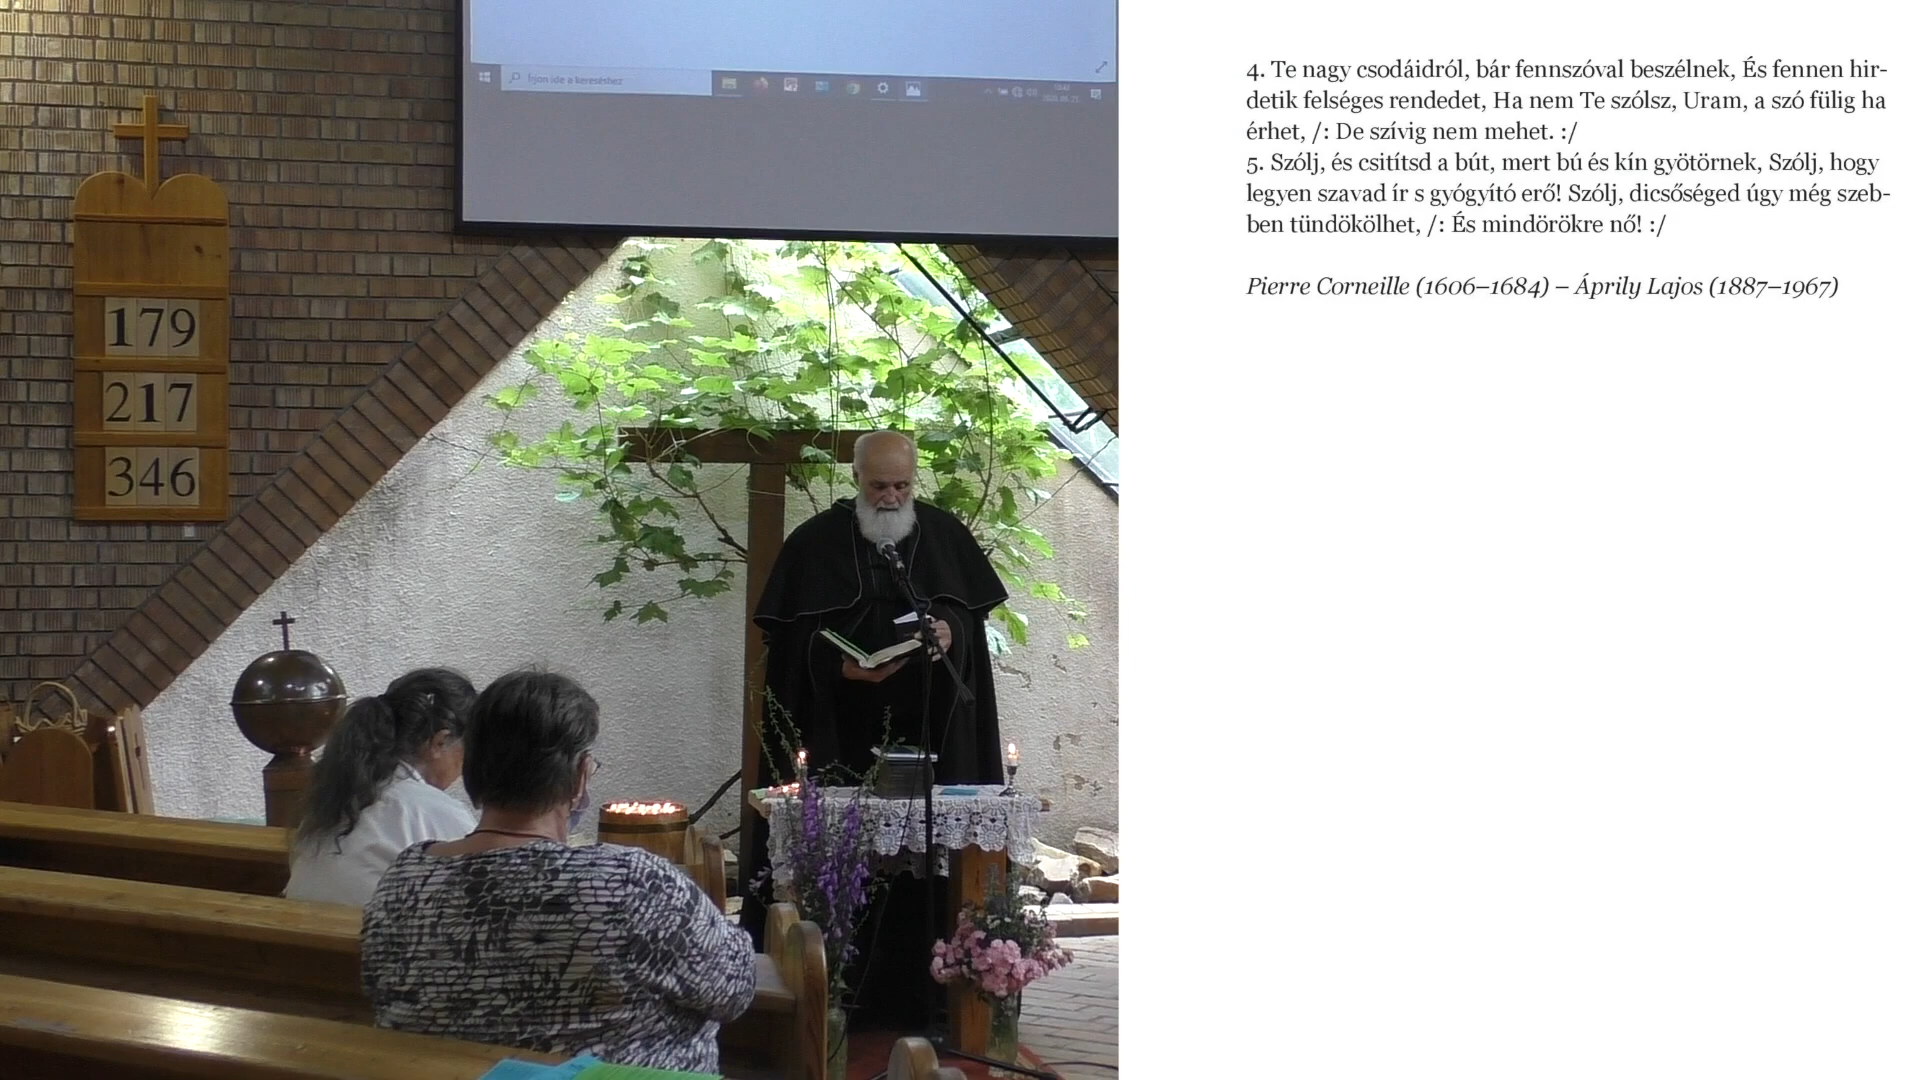 Írjon ide a kereséshez
179
217
346
4. Te nagy csodáidról, bár fennszóval beszélnek, És fennen hir-
detik felséges rendedet, Ha nem Te szólsz, Uram, a szó fülig ha
érhet, /: De szívig nem mehet. :/
5. Szólj, és csitítsd a bút, mert bú és kín gyötörnek, Szólj, hogy
legyen szavad ír s gyógyító erő! Szólj, dicsőséged úgy még szeb-
ben tündökölhet, /: És mindörökre nő! :/
Pierre Corneille (1606–1684) – Áprily Lajos (1887–1967)